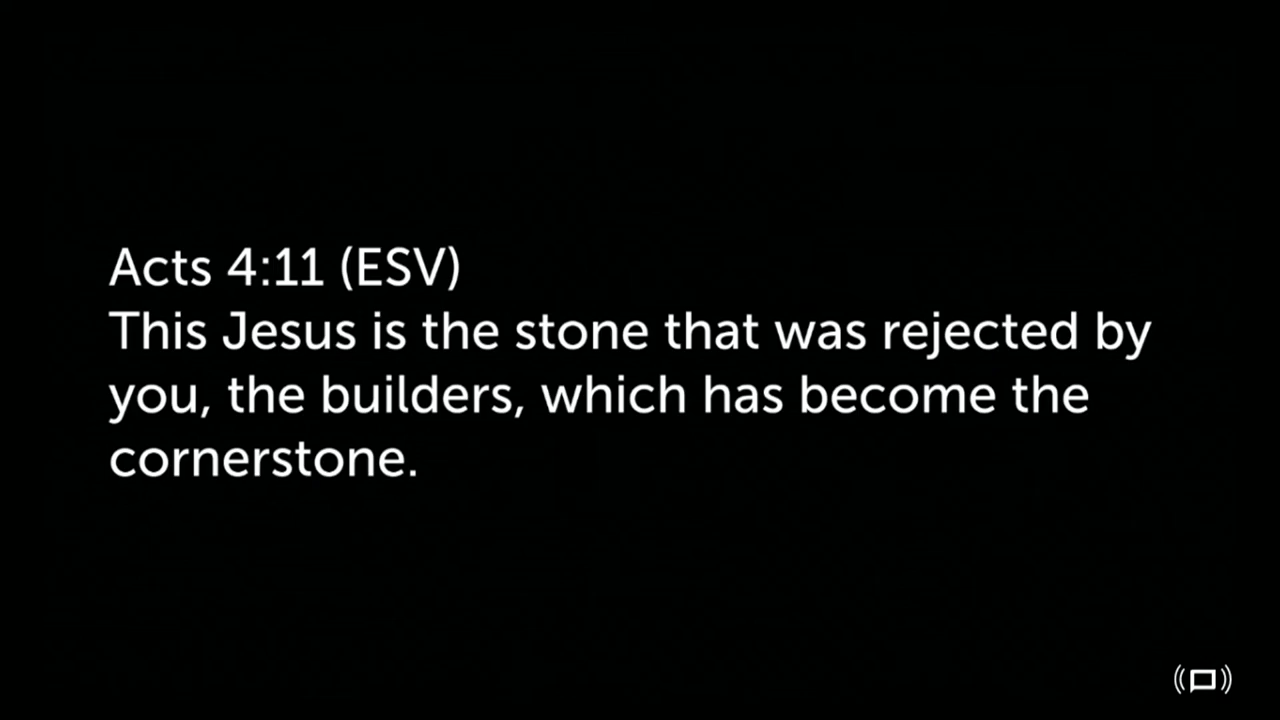 Acts 4:11 (ESV)
This Jesus is the stone that was rejected by
you, the builders, which has become the
cornerstone.